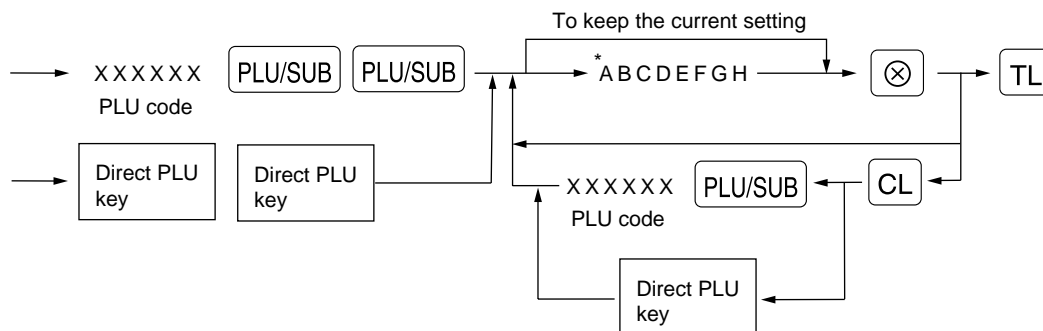 To keep the current setting
XXXXXX PLU/SUB PLU/SUB *ABCDEFGH ⊗ TL
PLU code
Direct PLU key
Direct PLU key
XXXXXX PLU/SUB CL
PLU code
Direct PLU key